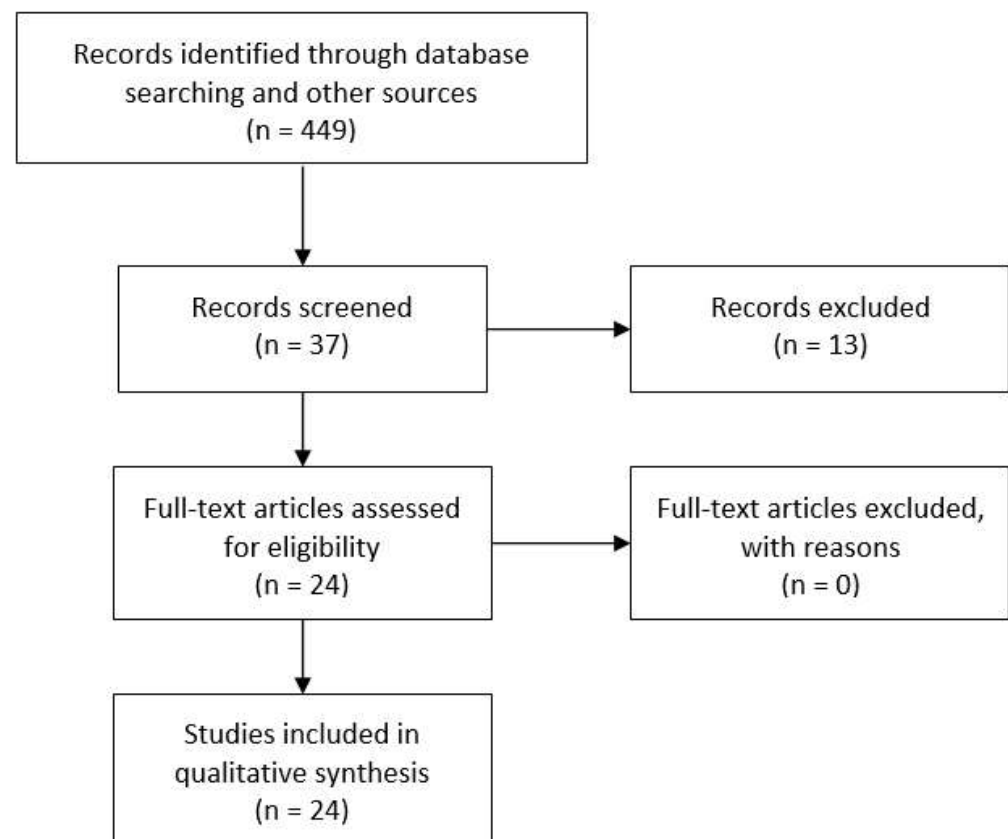 Records identified through database
searching and other sources
(n = 449)
Records screened
(n = 37)
Records excluded
(n = 13)
Full-text articles assessed
for eligibility
(n = 24)
Full-text articles excluded,
with reasons
(n = 0)
Studies included in
qualitative synthesis
(n = 24)